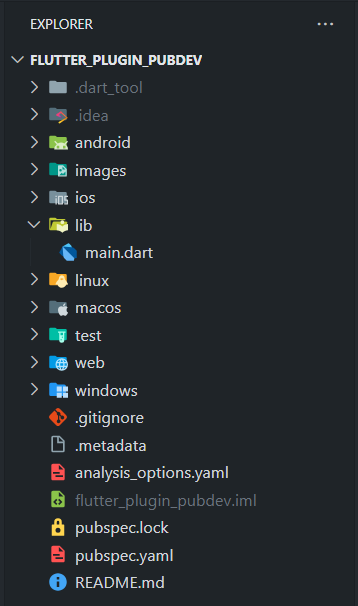 EXPLORER
FLUTTER_PLUGIN_PUBDEV
.dart_tool
.idea
android
images
iOS ios
lib
main.dart
linux
macos
test
web
windows
.gitignore
.metadata
analysis_options.yaml
flutter_plugin_pubdev.iml
pubspec.lock
pubspec.yaml
README.md